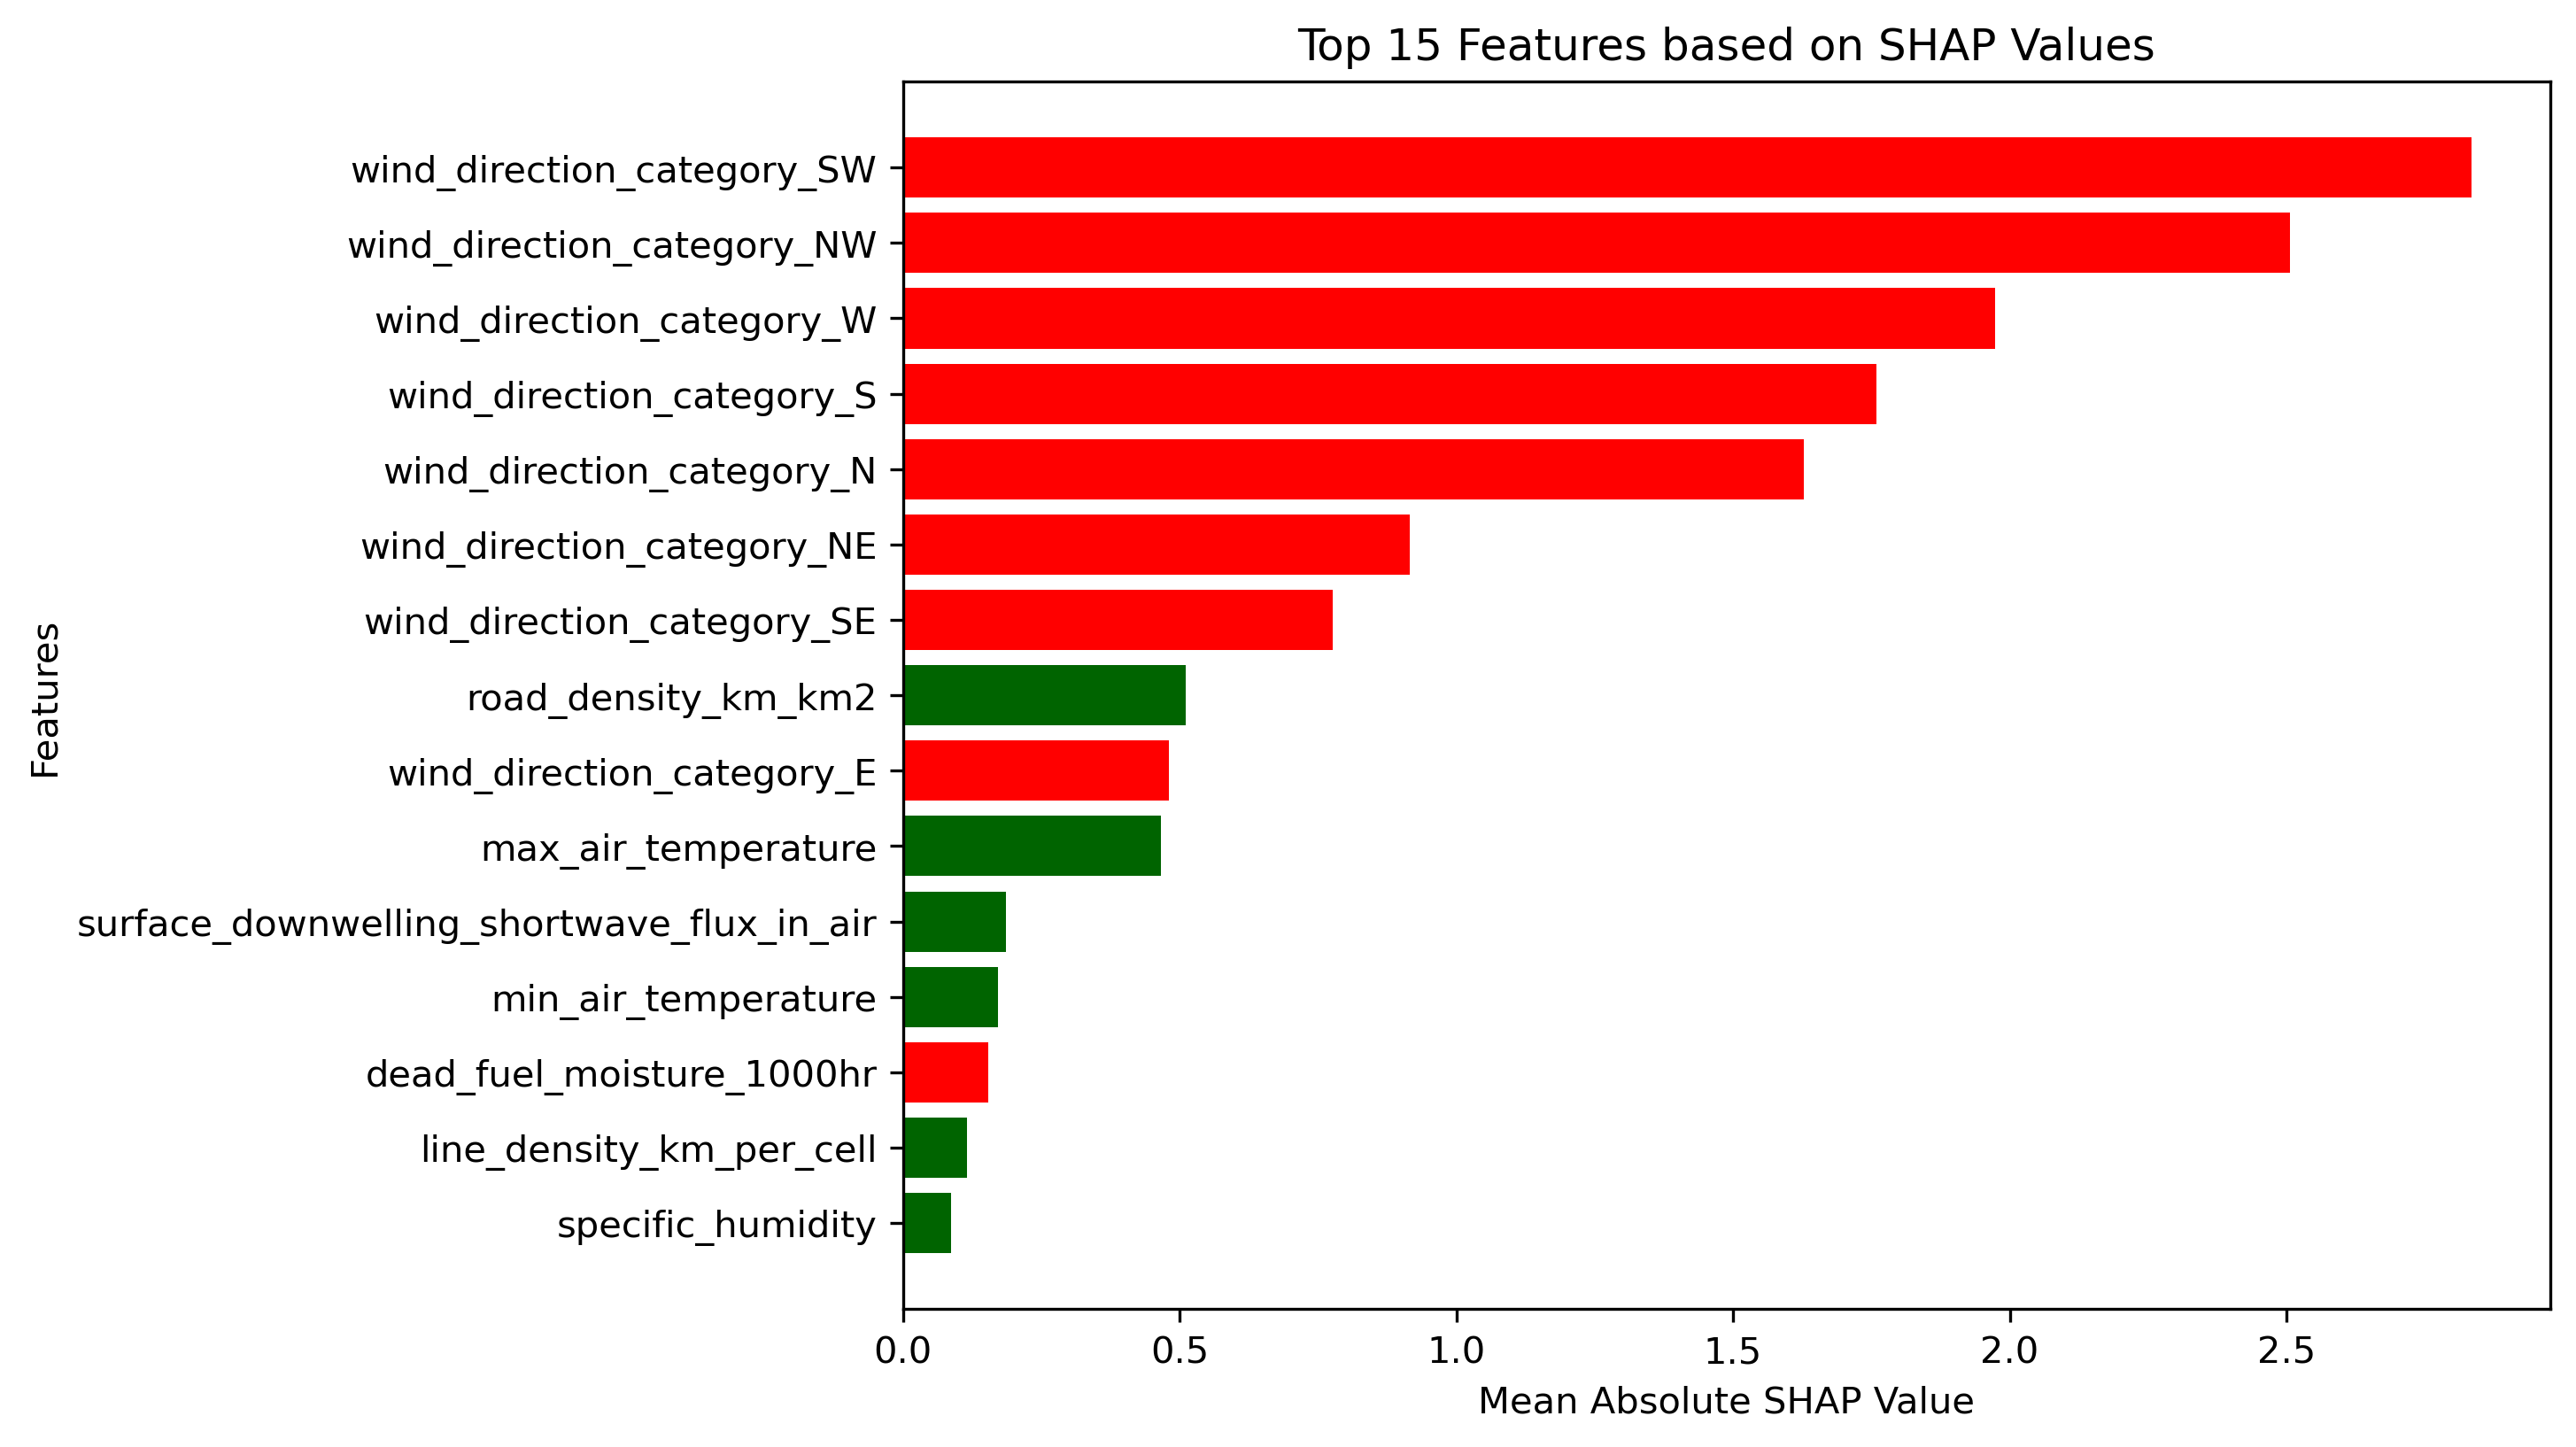 Top 15 Features based on SHAP Values
Features
wind_direction_category_SW
wind_direction_category_NW
wind_direction_category_W
wind_direction_category_S
wind_direction_category_N
wind_direction_category_NE
wind_direction_category_SE
road_density_km_km2
wind_direction_category_E
max_air_temperature
surface_downwelling_shortwave_flux_in_air
min_air_temperature
dead_fuel_moisture_1000hr
line_density_km_per_cell
specific_humidity
0.0 0.5 1.0 1.5 2.0 2.5
Mean Absolute SHAP Value